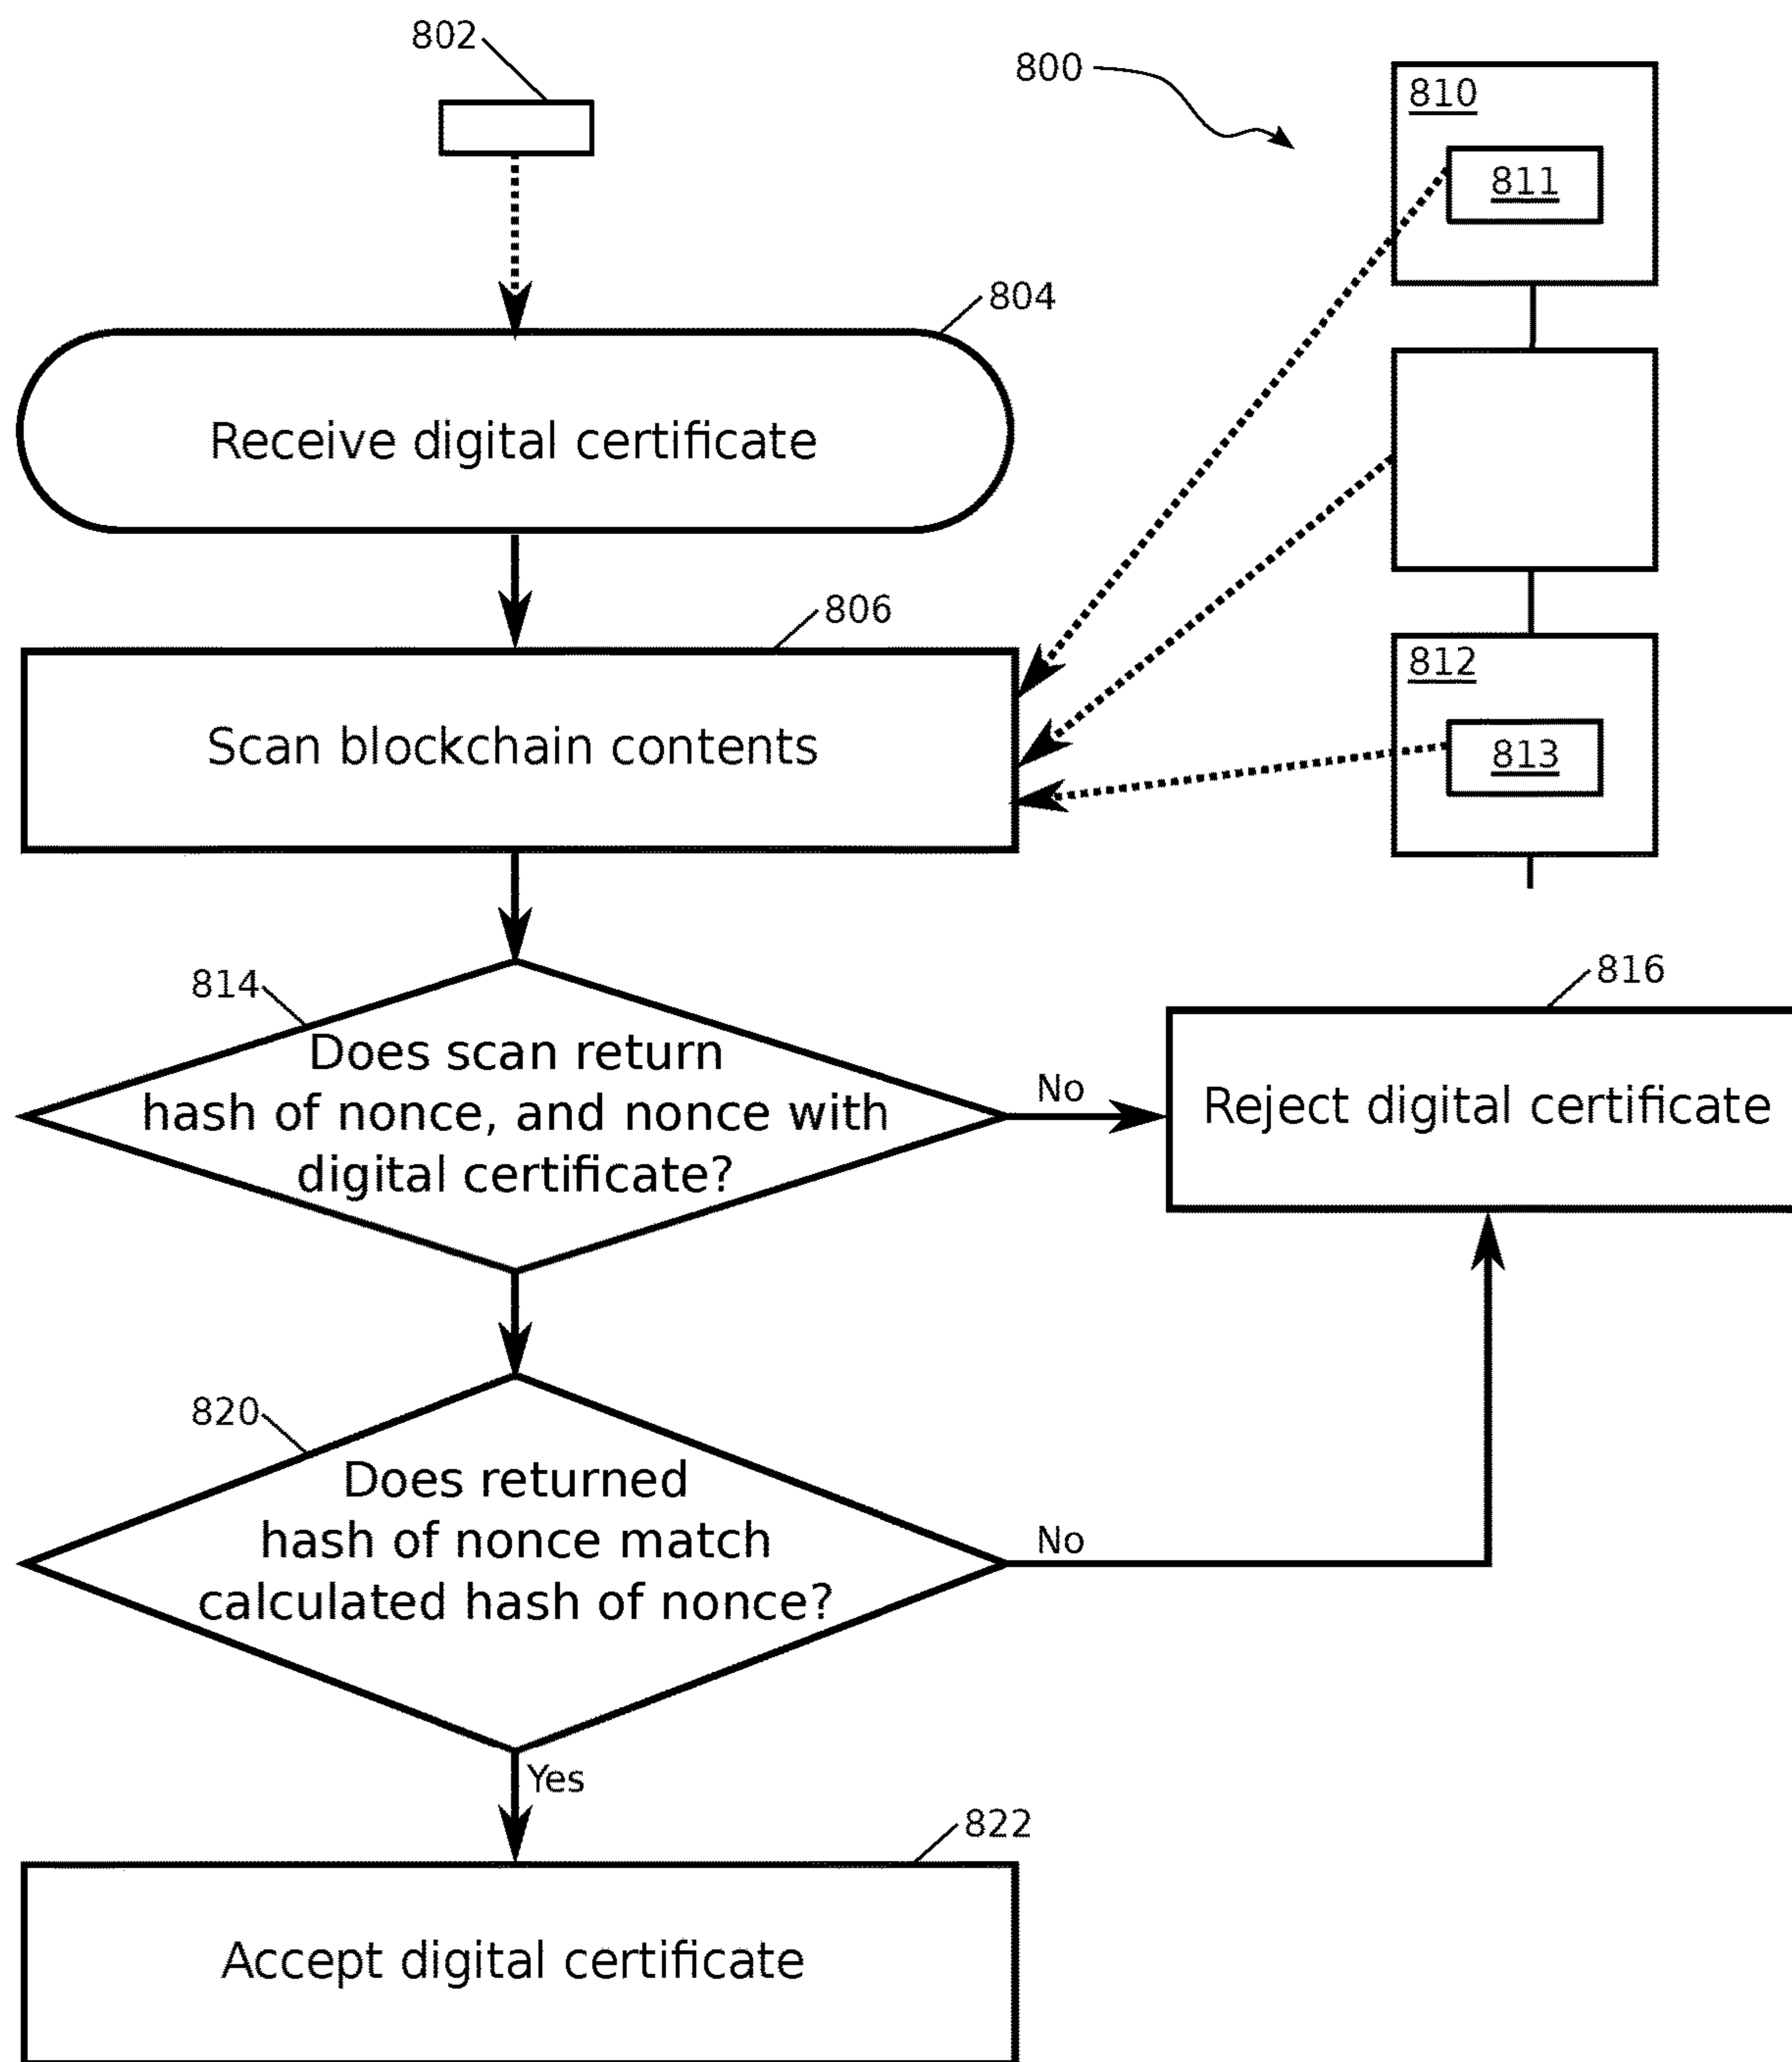 802
800
810
811
804
Receive digital certificate
806
812
Scan blockchain contents
813
814
816
Does scan return
hash of nonce, and nonce with
digital certificate?
No
Reject digital certificate
820
Does returned
hash of nonce match
calculated hash of nonce?
No
Yes
822
Accept digital certificate